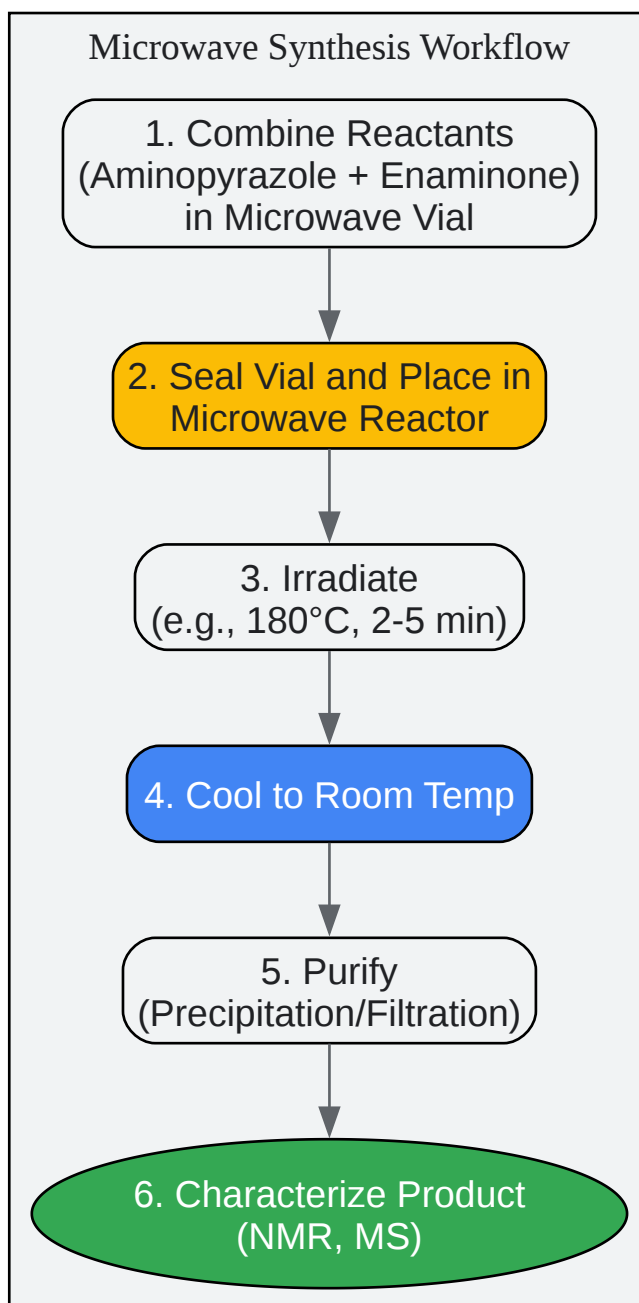 Microwave Synthesis Workflow
1. Combine Reactants
(Aminopyrazole + Enaminone)
in Microwave Vial
2. Seal Vial and Place in
Microwave Reactor
3. Irradiate
(e.g., 180°C, 2-5 min)
4. Cool to Room Temp
5. Purify
(Precipitation/Filtration)
6. Characterize Product
(NMR, MS)